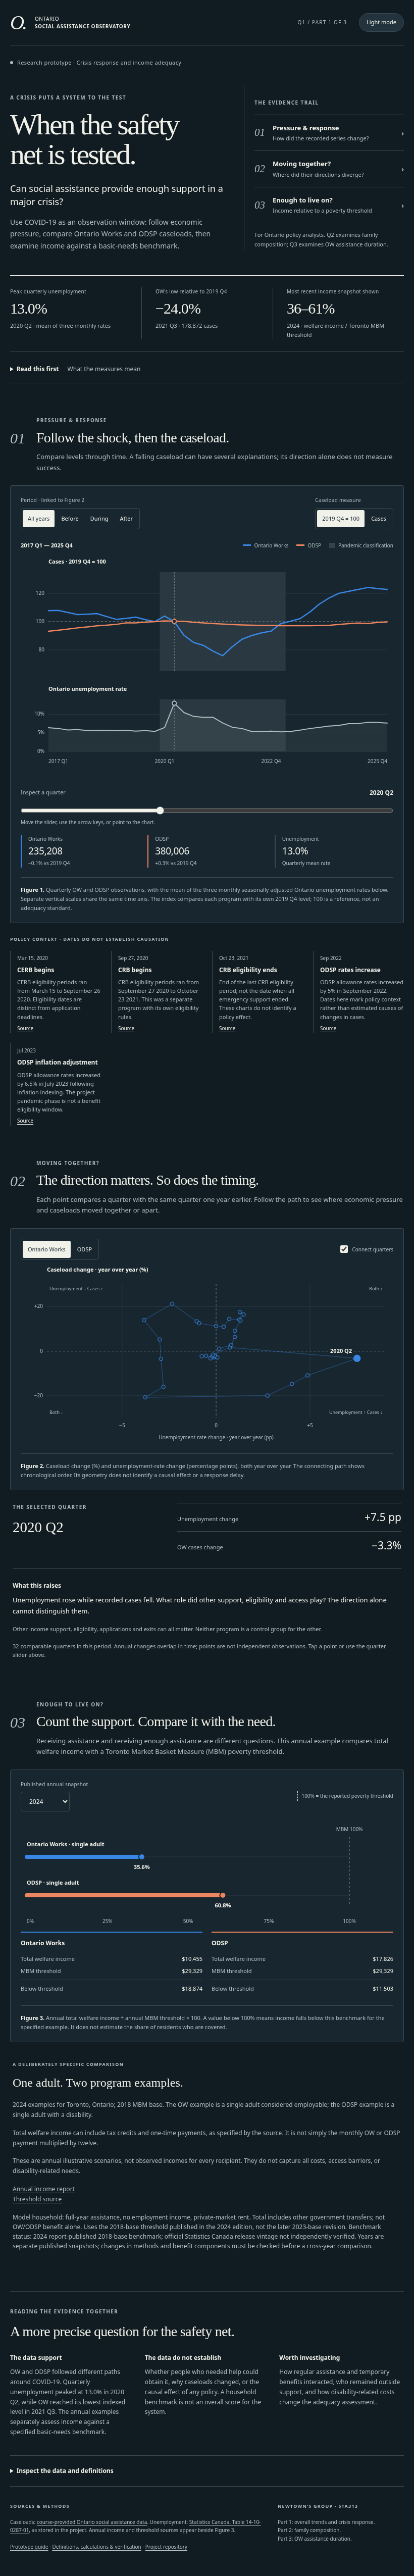 O.
ONTARIO
SOCIAL ASSISTANCE OBSERVATORY
Q1 / PART 1 OF 3
Light mode
Research prototype · Crisis response and income adequacy
A CRISIS PUTS A SYSTEM TO THE TEST
When the safety
net is tested.
Can social assistance provide enough support in a
major crisis?
Use COVID-19 as an observation window: follow economic
pressure, compare Ontario Works and ODSP caseloads, then
examine income against a basic-needs benchmark.
THE EVIDENCE TRAIL
01
Pressure & response
How did the recorded series change?
›
02
Moving together?
Where did their directions diverge?
›
03
Enough to live on?
Income relative to a poverty threshold
›
For Ontario policy analysts. Q2 examines family
composition; Q3 examines OW assistance duration.
Peak quarterly unemployment
13.0%
2020 Q2 · mean of three monthly rates
OW's low relative to 2019 Q4
−24.0%
2021 Q3 · 178,872 cases
Most recent income snapshot shown
36–61%
2024 · welfare income / Toronto MBM
threshold
Read this first What the measures mean
PRESSURE & RESPONSE
01
Follow the shock, then the caseload.
Compare levels through time. A falling caseload can have several explanations; its direction alone does not measure
success.
Period · linked to Figure 2
Caseload measure
All years Before During After
2019 Q4 = 100 Cases
2017 Q1 — 2025 Q4
Ontario Works ODSP Pandemic classification
Cases · 2019 Q4 = 100
120
100
80
Ontario unemployment rate
10%
5%
0%
2017 Q1 2020 Q1 2022 Q4 2025 Q4
Inspect a quarter
2020 Q2
Move the slider, use the arrow keys, or point to the chart.
Ontario Works
235,208
−0.1% vs 2019 Q4
ODSP
380,006
+0.3% vs 2019 Q4
Unemployment
13.0%
Quarterly mean rate
Figure 1. Quarterly OW and ODSP observations, with the mean of the three monthly seasonally adjusted Ontario unemployment rates below.
Separate vertical scales share the same time axis. The index compares each program with its own 2019 Q4 level; 100 is a reference, not an
adequacy standard.
POLICY CONTEXT · DATES DO NOT ESTABLISH CAUSATION
Mar 15, 2020
CERB begins
CERB eligibility periods ran
from March 15 to September 26
2020. Eligibility dates are
distinct from application
deadlines.
Source
Sep 27, 2020
CRB begins
CRB eligibility periods ran from
September 27 2020 to October
23 2021. This was a separate
program with its own eligibility
rules.
Source
Oct 23, 2021
CRB eligibility ends
End of the last CRB eligibility
period; not the date when all
emergency support ended.
These charts do not identify a
policy effect.
Source
Sep 2022
ODSP rates increase
ODSP allowance rates increased
by 5% in September 2022.
Dates here mark policy context
rather than estimated causes of
changes in cases.
Source
Jul 2023
ODSP inflation adjustment
ODSP allowance rates increased
by 6.5% in July 2023 following
inflation indexing. The project
pandemic phase is not a benefit
eligibility window.
Source
MOVING TOGETHER?
02
The direction matters. So does the timing.
Each point compares a quarter with the same quarter one year earlier. Follow the path to see where economic pressure
and caseloads moved together or apart.
Ontario Works ODSP
Connect quarters
Caseload change · year over year (%)
Unemployment ↓ Cases ↑
Both ↑
+20
0
2020 Q2
−20
Both ↓
Unemployment ↑ Cases ↓
−5 0 +5
Unemployment-rate change · year over year (pp)
Figure 2. Caseload change (%) and unemployment-rate change (percentage points), both year over year. The connecting path shows
chronological order. Its geometry does not identify a causal effect or a response delay.
THE SELECTED QUARTER
2020 Q2
Unemployment change +7.5 pp
OW cases change −3.3%
What this raises
Unemployment rose while recorded cases fell. What role did other support, eligibility and access play? The direction alone
cannot distinguish them.
Other income support, eligibility, applications and exits can all matter. Neither program is a control group for the other.
32 comparable quarters in this period. Annual changes overlap in time; points are not independent observations. Tap a point or use the quarter
slider above.
ENOUGH TO LIVE ON?
03
Count the support. Compare it with the need.
Receiving assistance and receiving enough assistance are different questions. This annual example compares total
welfare income with a Toronto Market Basket Measure (MBM) poverty threshold.
Published annual snapshot
2024
100% = the reported poverty threshold
MBM 100%
Ontario Works · single adult
35.6%
ODSP · single adult
60.8%
0% 25% 50% 75% 100%
Ontario Works
Total welfare income $10,455
MBM threshold $29,329
Below threshold $18,874
ODSP
Total welfare income $17,826
MBM threshold $29,329
Below threshold $11,503
Figure 3. Annual total welfare income ÷ annual MBM threshold × 100. A value below 100% means income falls below this benchmark for the
specified example. It does not estimate the share of residents who are covered.
A DELIBERATELY SPECIFIC COMPARISON
One adult. Two program examples.
2024 examples for Toronto, Ontario; 2018 MBM base. The OW example is a single adult considered employable; the ODSP example is a
single adult with a disability.
Total welfare income can include tax credits and one-time payments, as specified by the source. It is not simply the monthly OW or ODSP
payment multiplied by twelve.
These are annual illustrative scenarios, not observed incomes for every recipient. They do not capture all costs, access barriers, or
disability-related needs.
Annual income report
Threshold source
Model household: full-year assistance, no employment income, private-market rent. Total includes other government transfers; not
OW/ODSP benefit alone. Uses the 2018-base threshold published in the 2024 edition, not the later 2023-base revision. Benchmark
status: 2024 report-published 2018-base benchmark; official Statistics Canada release vintage not independently verified. Years are
separate published snapshots; changes in methods and benefit components must be checked before a cross-year comparison.
READING THE EVIDENCE TOGETHER
A more precise question for the safety net.
The data support
OW and ODSP followed different paths
around COVID-19. Quarterly
unemployment peaked at 13.0% in 2020
Q2, while OW reached its lowest indexed
level in 2021 Q3. The annual examples
separately assess income against a
specified basic-needs benchmark.
The data do not establish
Whether people who needed help could
obtain it, why caseloads changed, or the
causal effect of any policy. A household
benchmark is not an overall score for the
system.
Worth investigating
How regular assistance and temporary
benefits interacted, who remained outside
support, and how disability-related costs
change the adequacy assessment.
Inspect the data and definitions
SOURCES & METHODS
Caseloads: course-provided Ontario social assistance data. Unemployment: Statistics Canada, Table 14-10-
0287-01, as stored in the project. Annual income and threshold sources appear beside Figure 3.
Prototype guide · Definitions, calculations & verification · Project repository
NEWTOWN'S GROUP · STA313
Part 1: overall trends and crisis response.
Part 2: family composition.
Part 3: OW assistance duration.